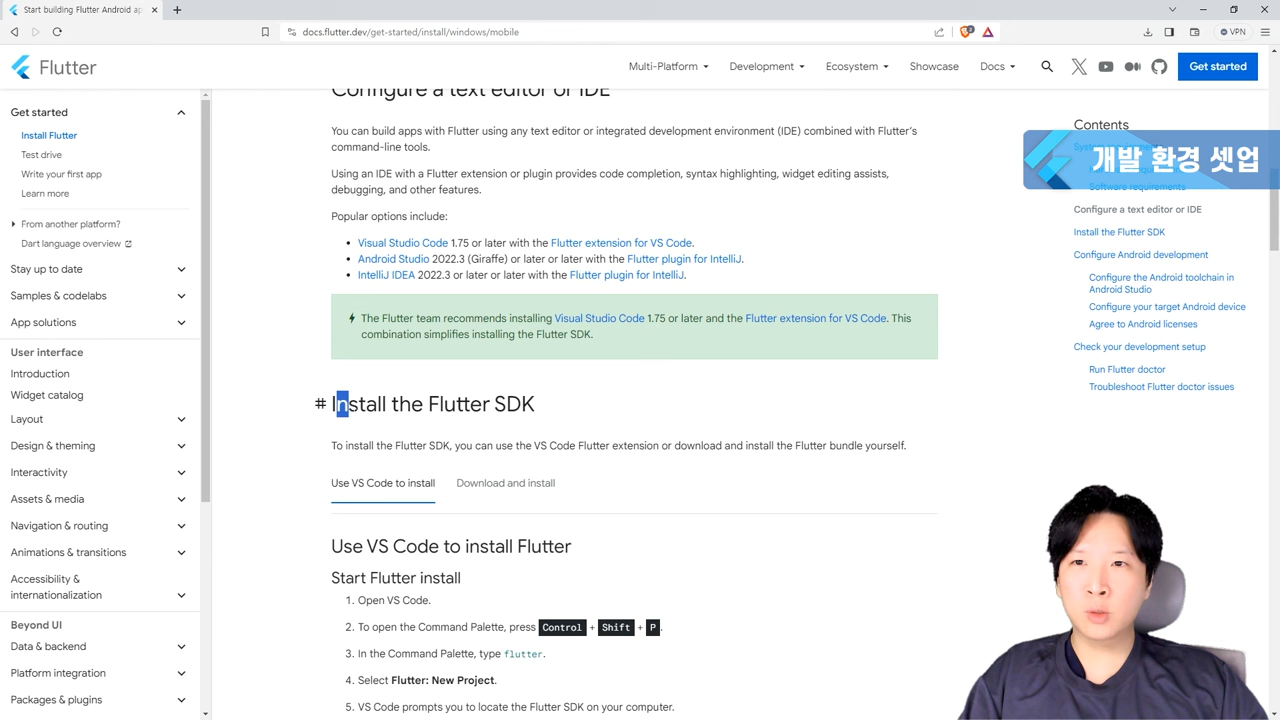 Start building Flutter Android ap
docs.flutter.dev/get-started/install/windows/mobile
VPN
Flutter
Multi-Platform
Development
Ecosystem
Showcase
Docs
Get started
Get started
Install Flutter
Test drive
Write your first app
Learn more
From another platform?
Dart language overview
Stay up to date
Samples & codelabs
App solutions
User interface
Introduction
Widget catalog
Layout
Design & theming
Interactivity
Assets & media
Navigation & routing
Animations & transitions
Accessibility &
internationalization
Beyond UI
Data & backend
Platform integration
Packages & plugins
Configure a text editor or IDE
You can build apps with Flutter using any text editor or integrated development environment (IDE) combined with Flutter's
command-line tools.
Using an IDE with a Flutter extension or plugin provides code completion, syntax highlighting, widget editing assists,
debugging, and other features.
Popular options include:
• Visual Studio Code 1.75 or later with the Flutter extension for VS Code.
• Android Studio 2022.3 (Giraffe) or later or later with the Flutter plugin for IntelliJ.
• IntelliJ IDEA 2022.3 or later or later with the Flutter plugin for IntelliJ.
The Flutter team recommends installing Visual Studio Code 1.75 or later and the Flutter extension for VS Code. This
combination simplifies installing the Flutter SDK.
# Install the Flutter SDK
To install the Flutter SDK, you can use the VS Code Flutter extension or download and install the Flutter bundle yourself.
Use VS Code to install
Download and install
Use VS Code to install Flutter
Start Flutter install
1. Open VS Code.
2. To open the Command Palette, press Control + Shift + P.
3. In the Command Palette, type flutter.
4. Select Flutter: New Project.
5. VS Code prompts you to locate the Flutter SDK on your computer.
Contents
개발 환경 셋업
Software requirements
Configure a text editor or IDE
Install the Flutter SDK
Configure Android development
Configure the Android toolchain in
Android Studio
Configure your target Android device
Agree to Android licenses
Check your development setup
Run Flutter doctor
Troubleshoot Flutter doctor issues